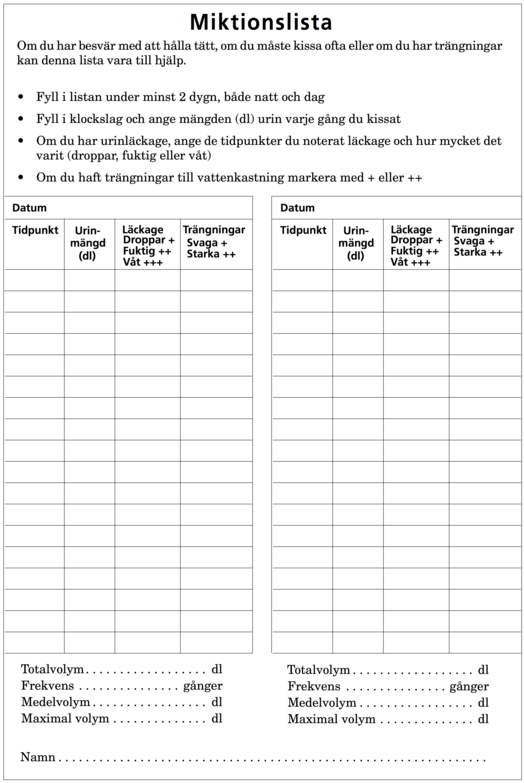 Miktionslista
Om du har besvär med att hålla tätt, om du måste kissa ofta eller om du har trängningar
kan denna lista vara till hjälp.
• Fyll i listan under minst 2 dygn, både natt och dag
• Fyll i klockslag och ange mängden (dl) urin varje gång du kissat
• Om du har urinläckage, ange de tidpunkter du noterat läckage och hur mycket det
varit (droppar, fuktig eller våt)
• Om du haft trängningar till vattenkastning markera med + eller ++
Datum
Tidpunkt
Urin-
mängd
(dl)
Läckage
Droppar +
Fuktig ++
Våt +++
Trängningar
Svaga +
Starka ++
Datum
Tidpunkt
Urin-
mängd
(dl)
Läckage
Droppar +
Fuktig ++
Våt +++
Trängningar
Svaga +
Starka ++
Totalvolym . . . . . . . . . . . . . . . . . . dl
Frekvens . . . . . . . . . . . . . . . gånger
Medelvolym . . . . . . . . . . . . . . . . . dl
Maximal volym . . . . . . . . . . . . . . dl
Totalvolym . . . . . . . . . . . . . . . . . . dl
Frekvens . . . . . . . . . . . . . . . gånger
Medelvolym . . . . . . . . . . . . . . . . . dl
Maximal volym . . . . . . . . . . . . . . dl
Namn . . . . . . . . . . . . . . . . . . . . . . . . . . . . . . . . . . . . . . . . . . . . . . . . . . . . . . . . . . . . . . .